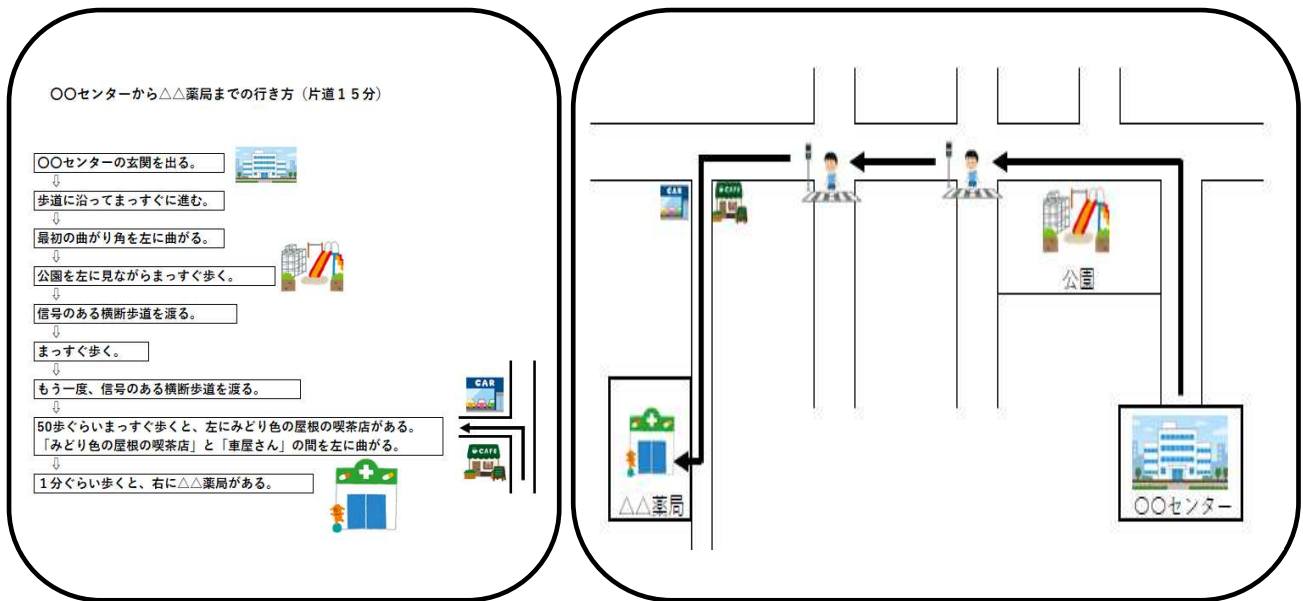 〇〇センターから△△薬局までの行き方（片道１５分）
〇〇センターの玄関を出る。
⇩
歩道に沿ってまっすぐに進む。
⇩
最初の曲がり角を左に曲がる。
⇩
公園を左に見ながらまっすぐ歩く。
⇩
信号のある横断歩道を渡る。
⇩
まっすぐ歩く。
⇩
もう一度、信号のある横断歩道を渡る。
⇩
50歩ぐらいまっすぐ歩くと、左にみどり色の屋根の喫茶店がある。
「みどり色の屋根の喫茶店」と「車屋さん」の間を左に曲がる。
⇩
１分ぐらい歩くと、右に△△薬局がある。
CAR
CAFE
CAR
CAFE
公園
△△薬局
〇〇センター